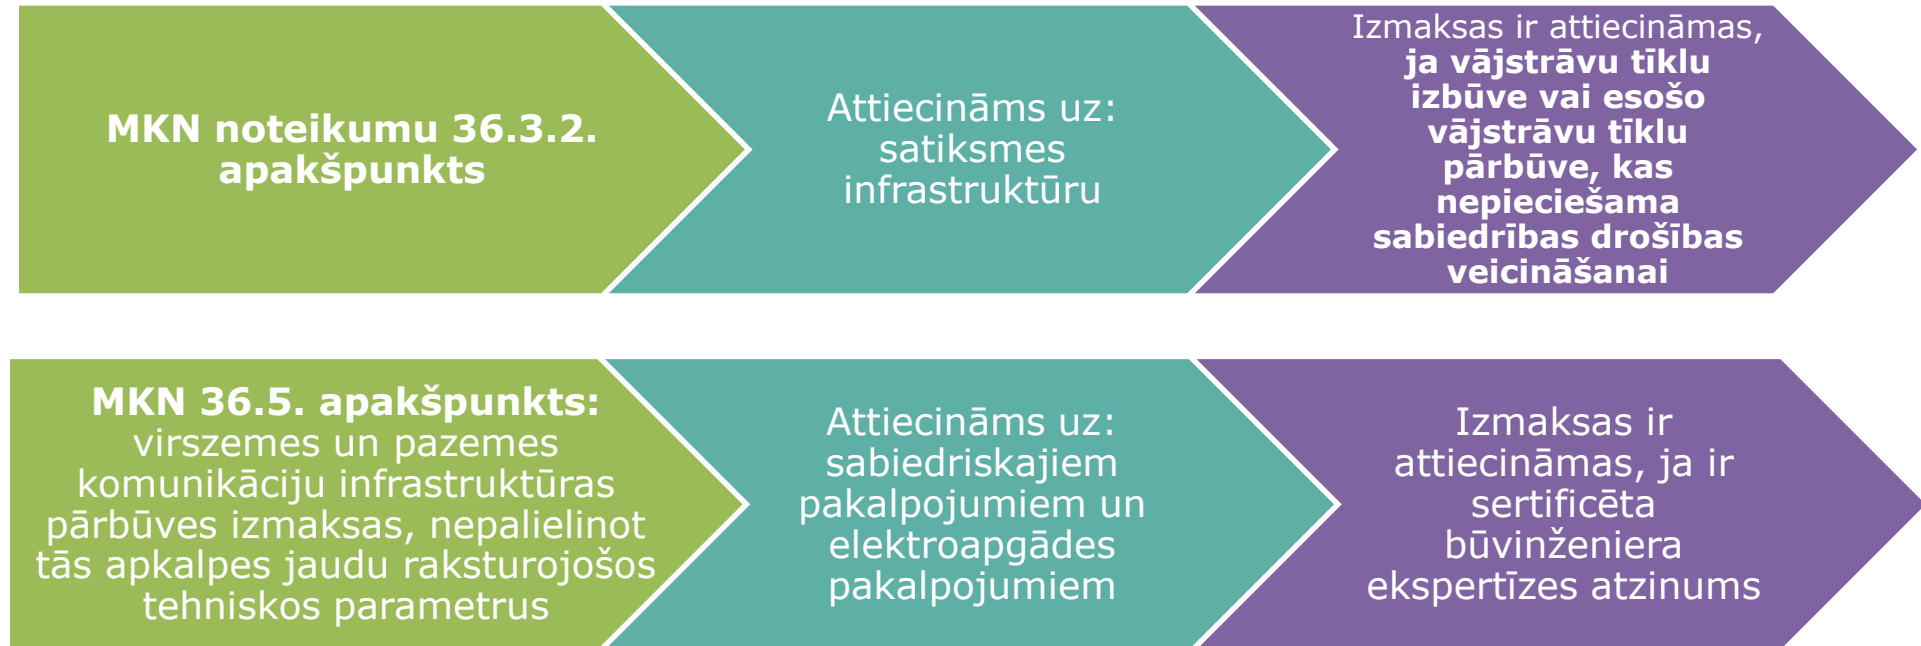 MKN noteikumu 36.3.2.
apakšpunkts
Attiecināms uz:
satiksmes
infrastruktūru
Izmaksas ir attiecināmas,
ja vājstrāvu tīklu
izbūve vai esošo
vājstrāvu tīklu
pārbūve, kas
nepieciešama
sabiedrības drošības
veicināšanai
MKN 36.5. apakšpunkts:
virszemes un pazemes
komunikāciju infrastruktūras
pārbūves izmaksas, nepalielinot
tās apkalpes jaudu raksturojošos
tehniskos parametrus
Attiecināms uz:
sabiedriskajiem
pakalpojumiem un
elektroapgādes
pakalpojumiem
Izmaksas ir
attiecināmas, ja ir
sertificēta
būvinženiera
ekspertīzes atzinums